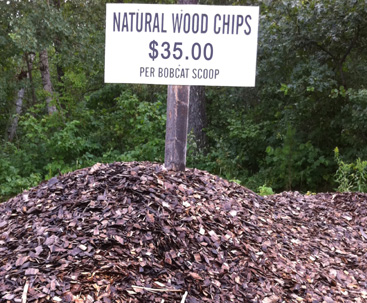 NATURAL WOOD CHIPS
$35.00
PER BOBCAT SCOOP